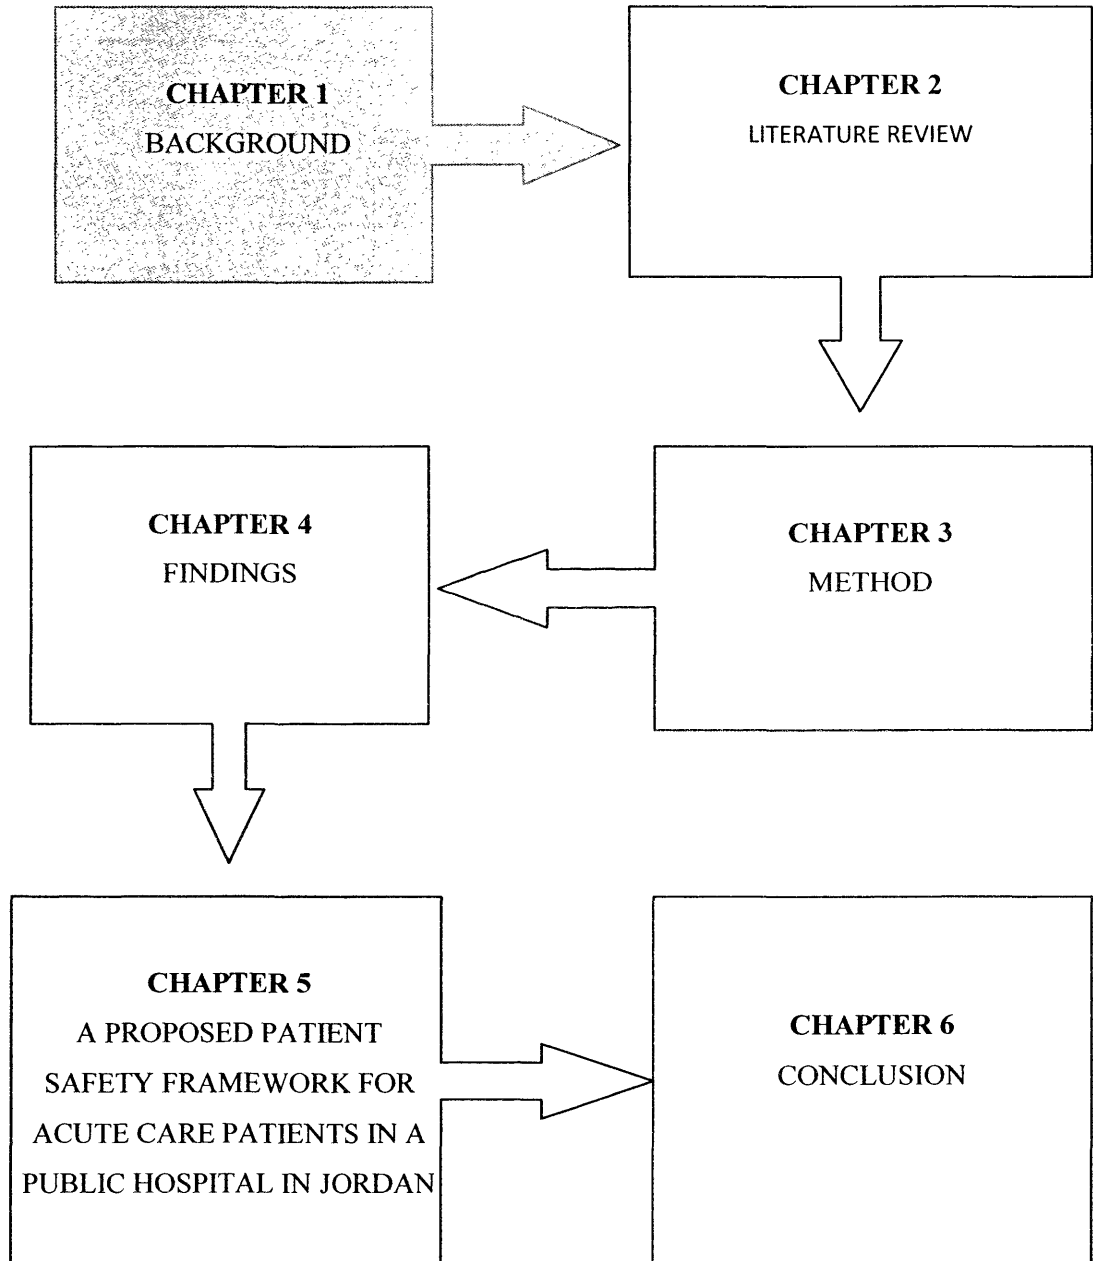 CHAPTER 1
BACKGROUND
CHAPTER 2
LITERATURE REVIEW
CHAPTER 3
METHOD
CHAPTER 4
FINDINGS
CHAPTER 5
A PROPOSED PATIENT
SAFETY FRAMEWORK FOR
ACUTE CARE PATIENTS IN A
PUBLIC HOSPITAL IN JORDAN
CHAPTER 6
CONCLUSION